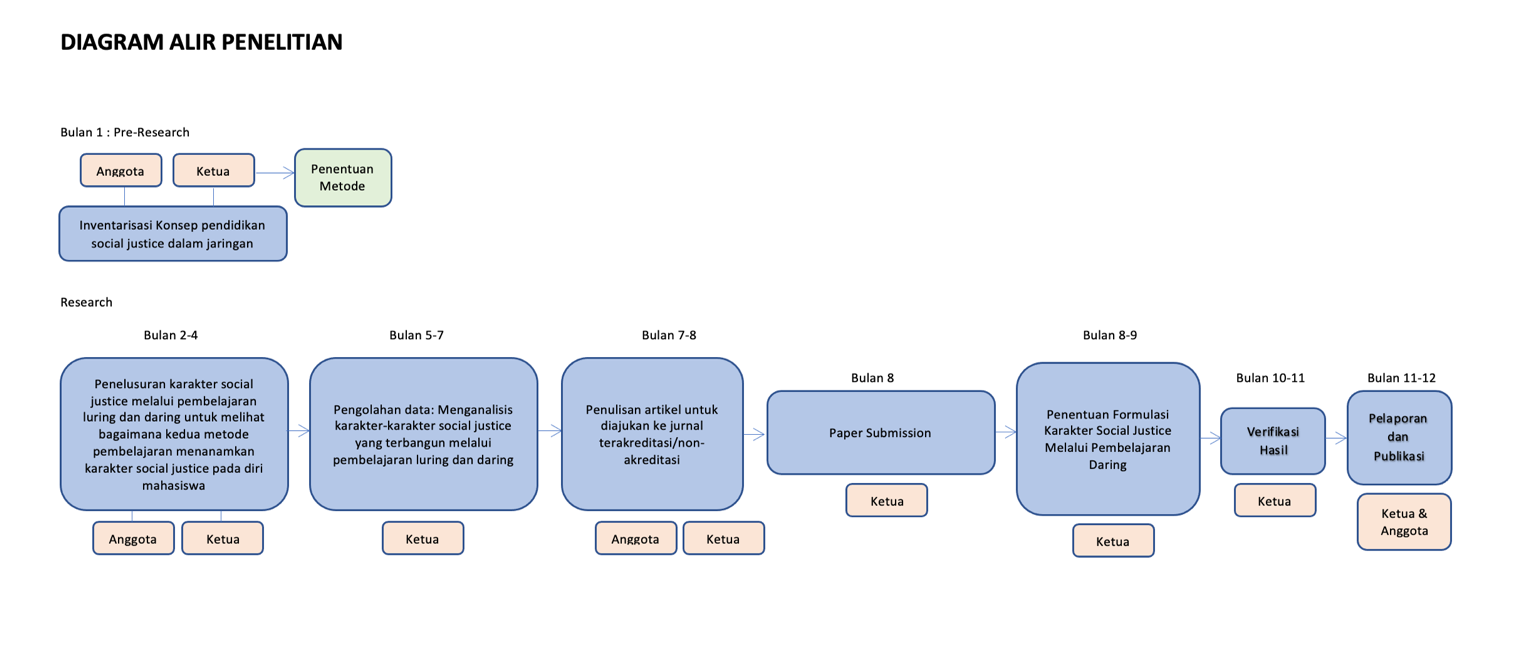 DIAGRAM ALIR PENELITIAN
Bulan 1 : Pre-Research
Anggota
Ketua
Penentuan
Metode
Inventarisasi Konsep pendidikan
social justice dalam jaringan
Research
Bulan 2-4
Penelusuran karakter social
justice melalui pembelajaran
luring dan daring untuk melihat
bagaimana kedua metode
pembelajaran menanamkan
karakter social justice pada diri
mahasiswa
Anggota
Ketua
Bulan 5-7
Pengolahan data: Menganalisis
karakter-karakter social justice
yang terbangun melalui
pembelajaran luring dan daring
Ketua
Bulan 7-8
Penulisan artikel untuk
diajukan ke jurnal
terakreditasi/non-
akreditasi
Anggota
Ketua
Bulan 8
Paper Submission
Ketua
Bulan 8-9
Penentuan Formulasi
Karakter Social Justice
Melalui Pembelajaran
Daring
Ketua
Bulan 10-11
Verifikasi
Hasil
Ketua
Bulan 11-12
Pelaporan
dan
Publikasi
Ketua &
Anggota